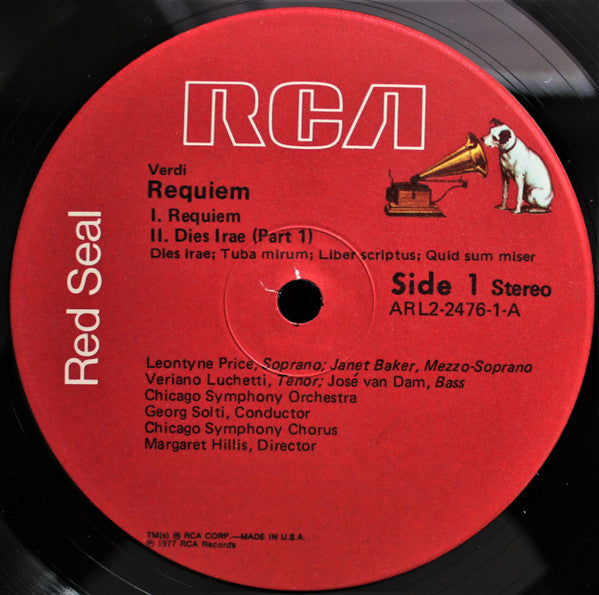 RCA
Verdi
Requiem
I. Requiem
II. Dies Irae (Part 1)
Dies irae; Tuba mirum; Liber scriptus; Quid sum miser
Red Seal
Side 1 Stereo
ARL2-2476-1-A
Leontyne Price, Soprano; Janet Baker, Mezzo-Soprano
Veriano Luchetti, Tenor; José van Dam, Bass
Chicago Symphony Orchestra
Georg Solti, Conductor
Chicago Symphony Chorus
Margaret Hillis, Director
TM(s) ® RCA CORP.—MADE IN U.S.A.
℗ 1977 RCA Records